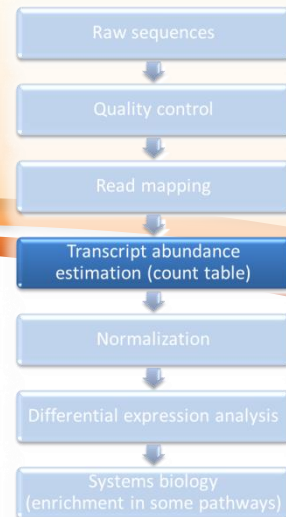 Raw sequences
Quality control
Read mapping
Transcript abundance
estimation (count table)
Normalization
Differential expression analysis
Systems biology
(enrichment in some pathways)